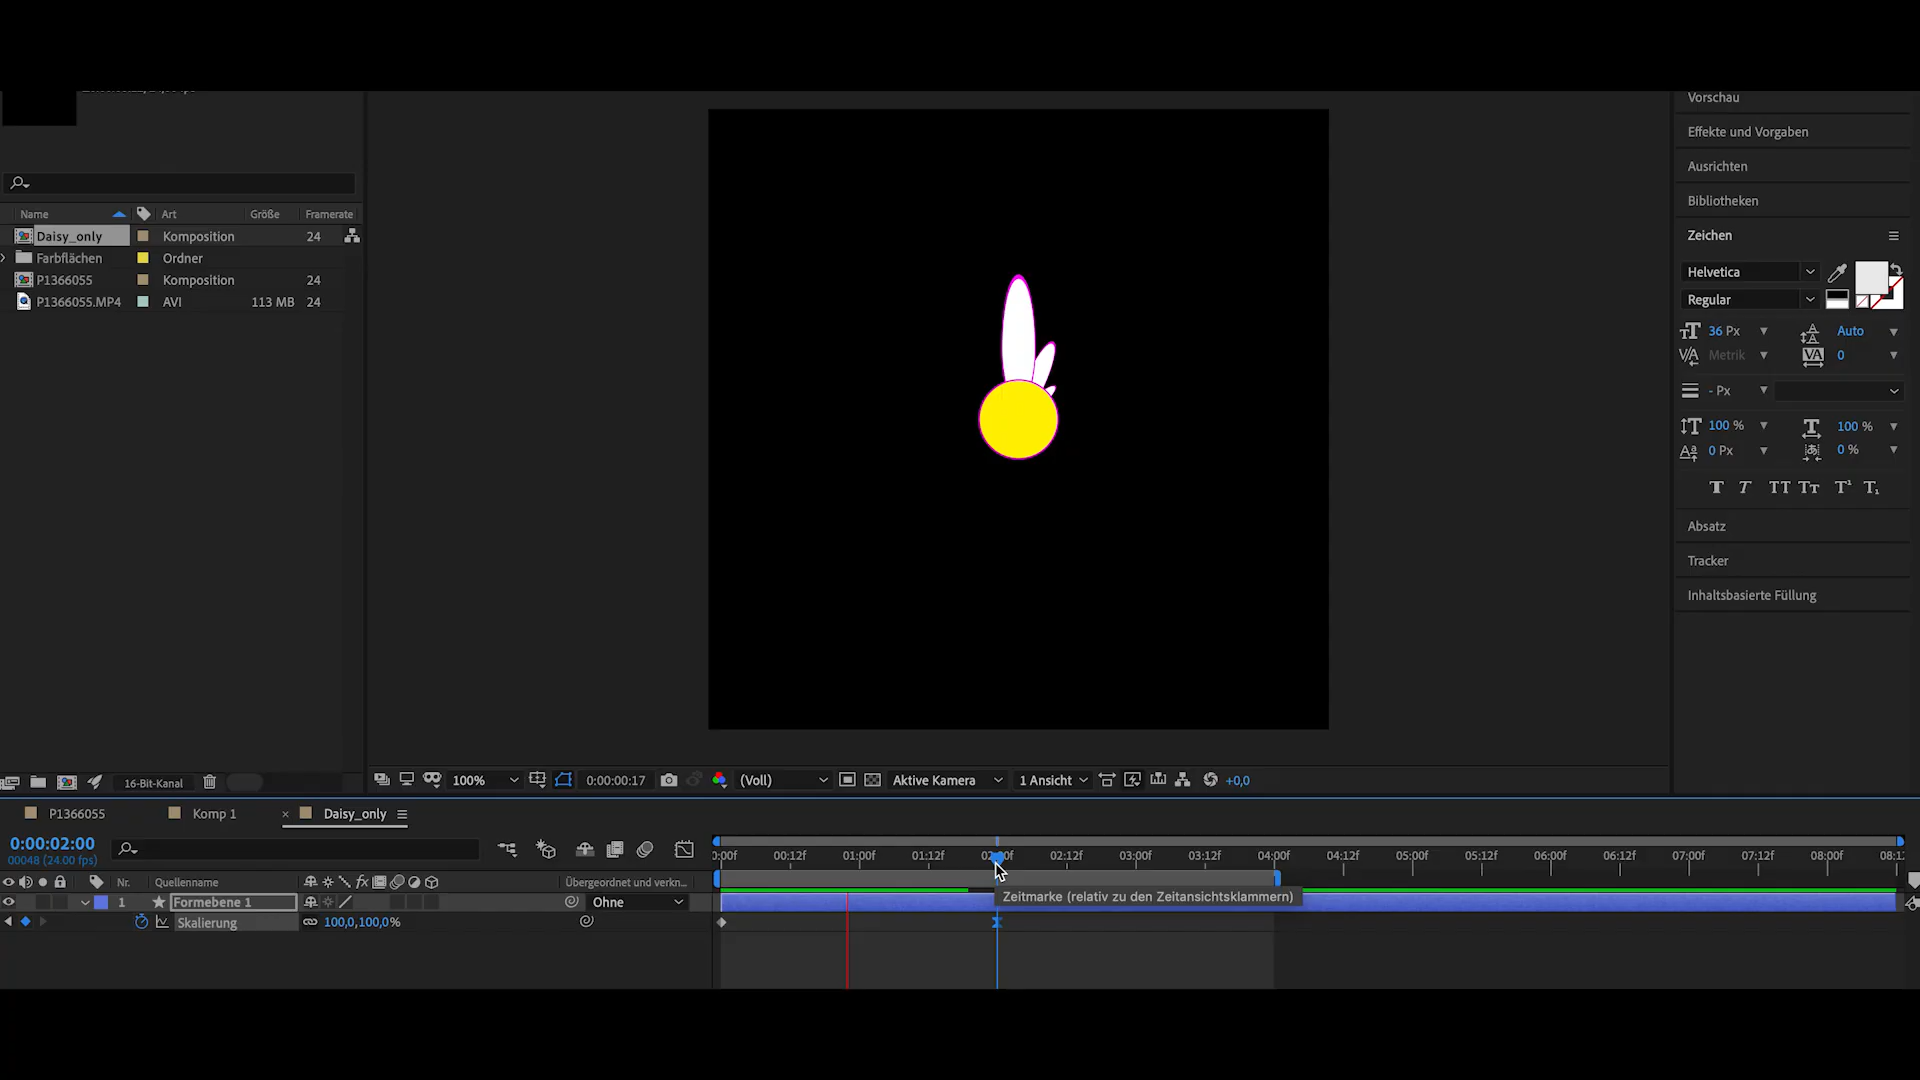 Vorschau
Effekte und Vorgaben
Ausrichten
Bibliotheken
Zeichen
Helvetica
Regular
36 Px
Auto
Metrik
0
- Px
100 %
100 %
0 Px
0 %
T T TT Tт T¹ T₁
Absatz
Tracker
Inhaltsbasierte Füllung
Name Art Größe Framerate
Daisy_only Komposition 24
Farbflächen Ordner
P1366055 Komposition 24
P1366055.MP4 AVI 113 MB 24
16-Bit-Kanal
100% 0:00:00:17 (Voll) Aktive Kamera 1 Ansicht +0,0
P1366055 Komp 1 × Daisy_only
0:00:02:00
00048 (24.00 fps)
:00f 00:12f 01:00f 01:12f 02:00f 02:12f 03:00f 03:12f 04:00f 04:12f 05:00f 05:12f 06:00f 06:12f 07:00f 07:12f 08:00f 08:1
Nr. Quellenname fx Übergeordnet und verkn...
1 Formebene 1 Ohne
Zeitmarke (relativ zu den Zeitansichtsklammern)
Skalierung 100,0,100,0%